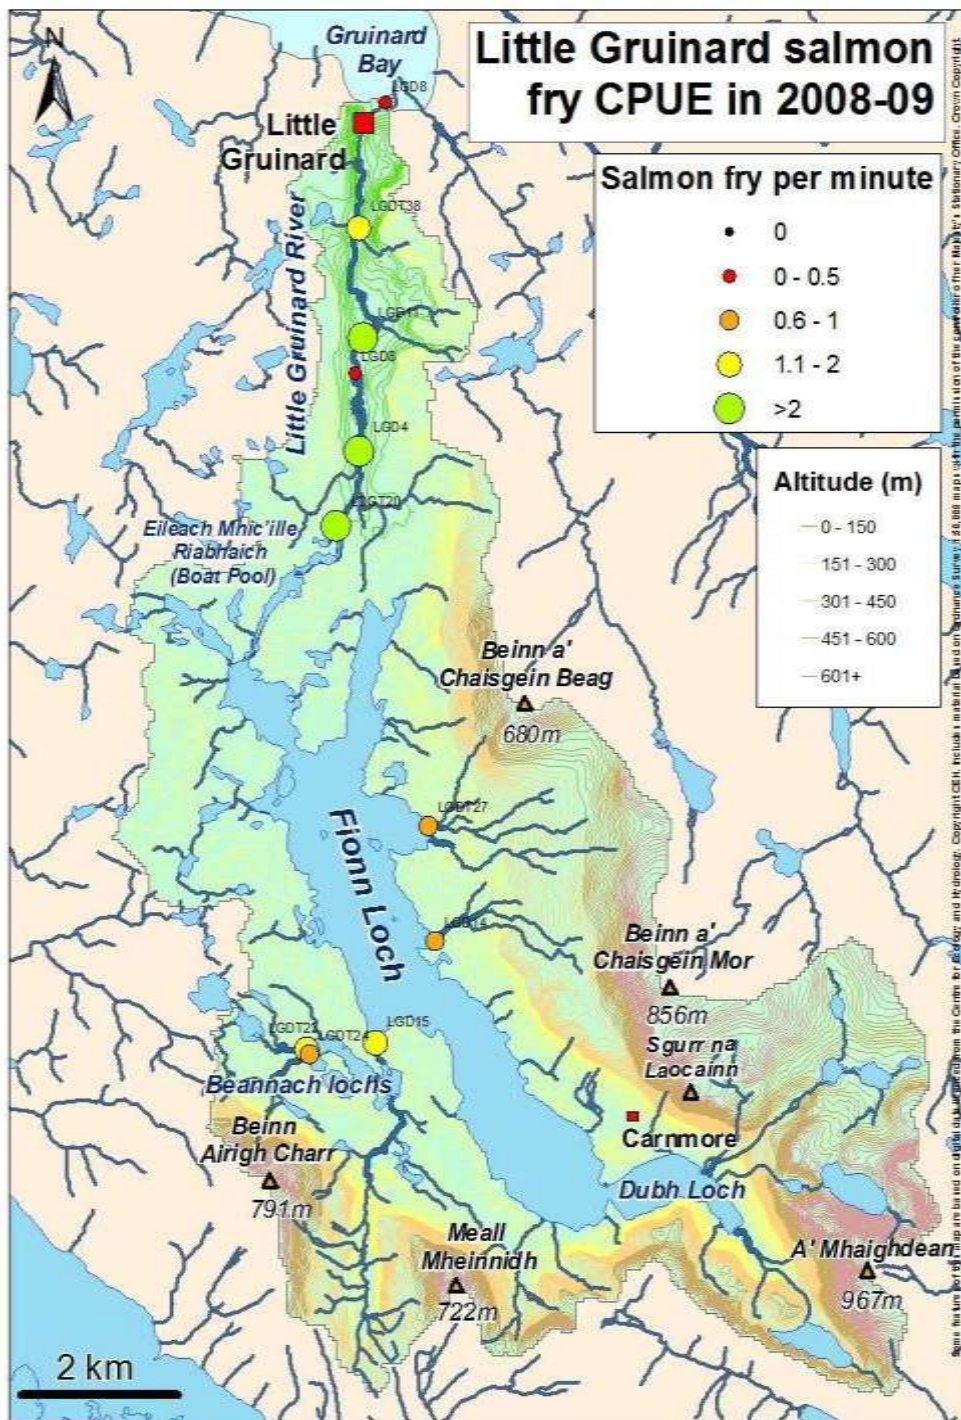 N
Gruinard
Bay
Little Gruinard salmon
fry CPUE in 2008-09
LGD8
Little
Gruinard
Salmon fry per minute
0
0 - 0.5
0.6 - 1
1.1 - 2
>2
LGDT38
Little Gruinard River
LGD11
LGD4
Altitude (m)
0 - 150
151 - 300
301 - 450
451 - 600
601+
Eileach Mhic'ille
Riabhaich
(Boat Pool)
Beinn a'
Chaisgein Beag
680m
LGDT27
Fionn Loch
Beinn a'
Chaisgein Mor
856m
LGD15
LGDT24
Beannach lochs
Sgurr na
Laocainn
Carnmore
Beinn
Airigh Charr
791m
Dubh Loch
Meall
Mheinnidh
722m
A' Mhaighdean
967m
2 km